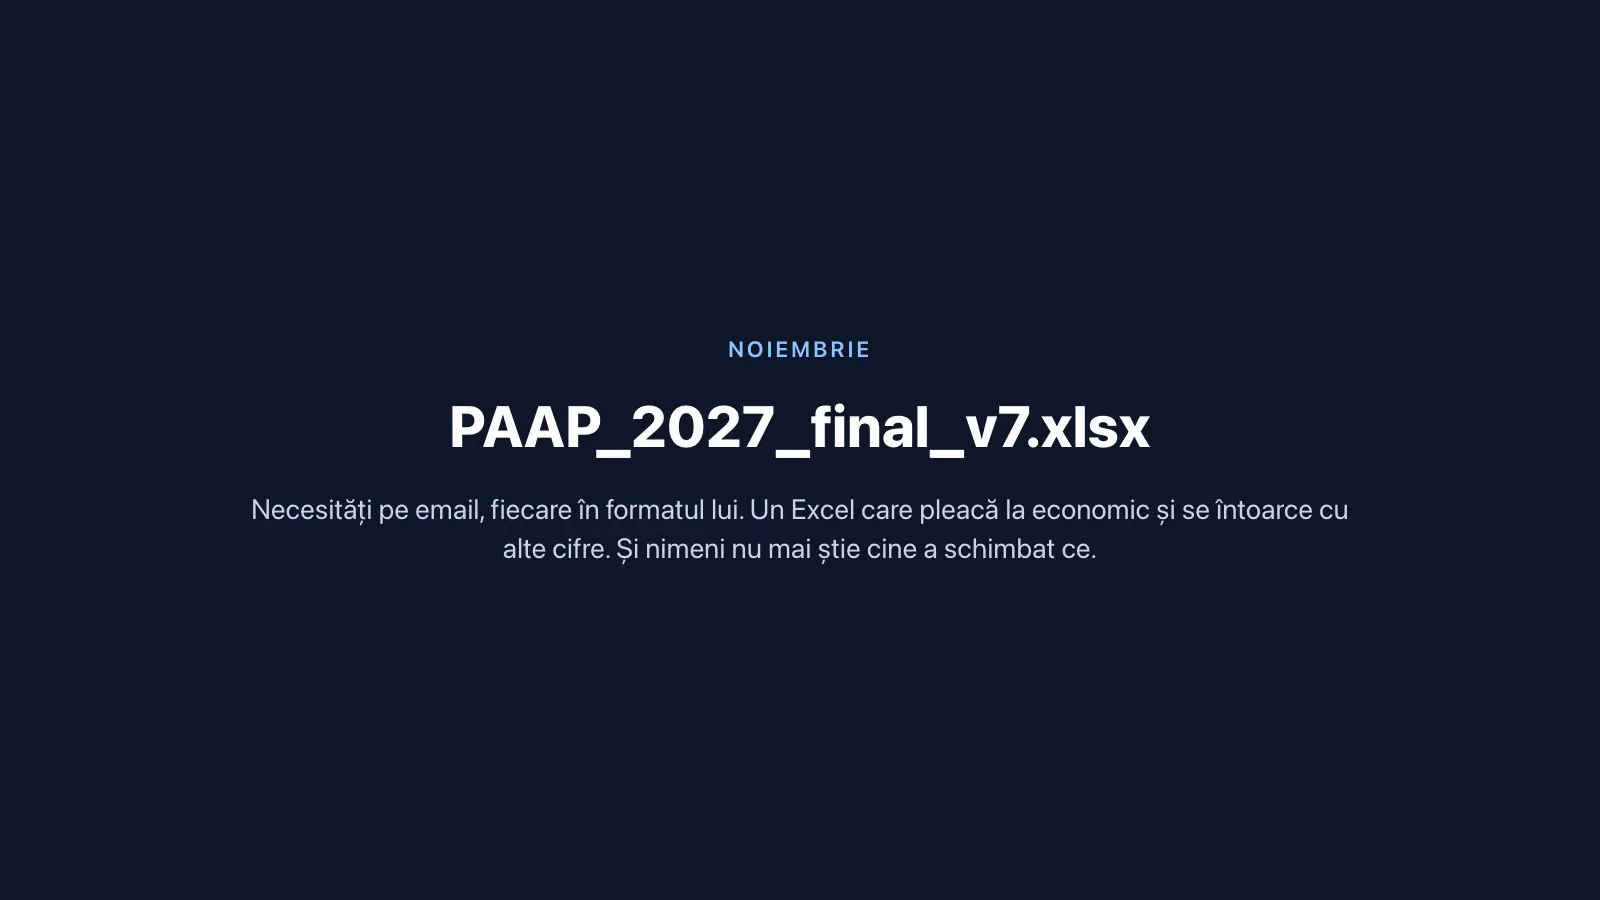 NOIEMBRIE
PAAP_2027_final_v7.xlsx
Necesități pe email, fiecare în formatul lui. Un Excel care pleacă la economic și se întoarce cu
alte cifre. Și nimeni nu mai știe cine a schimbat ce.